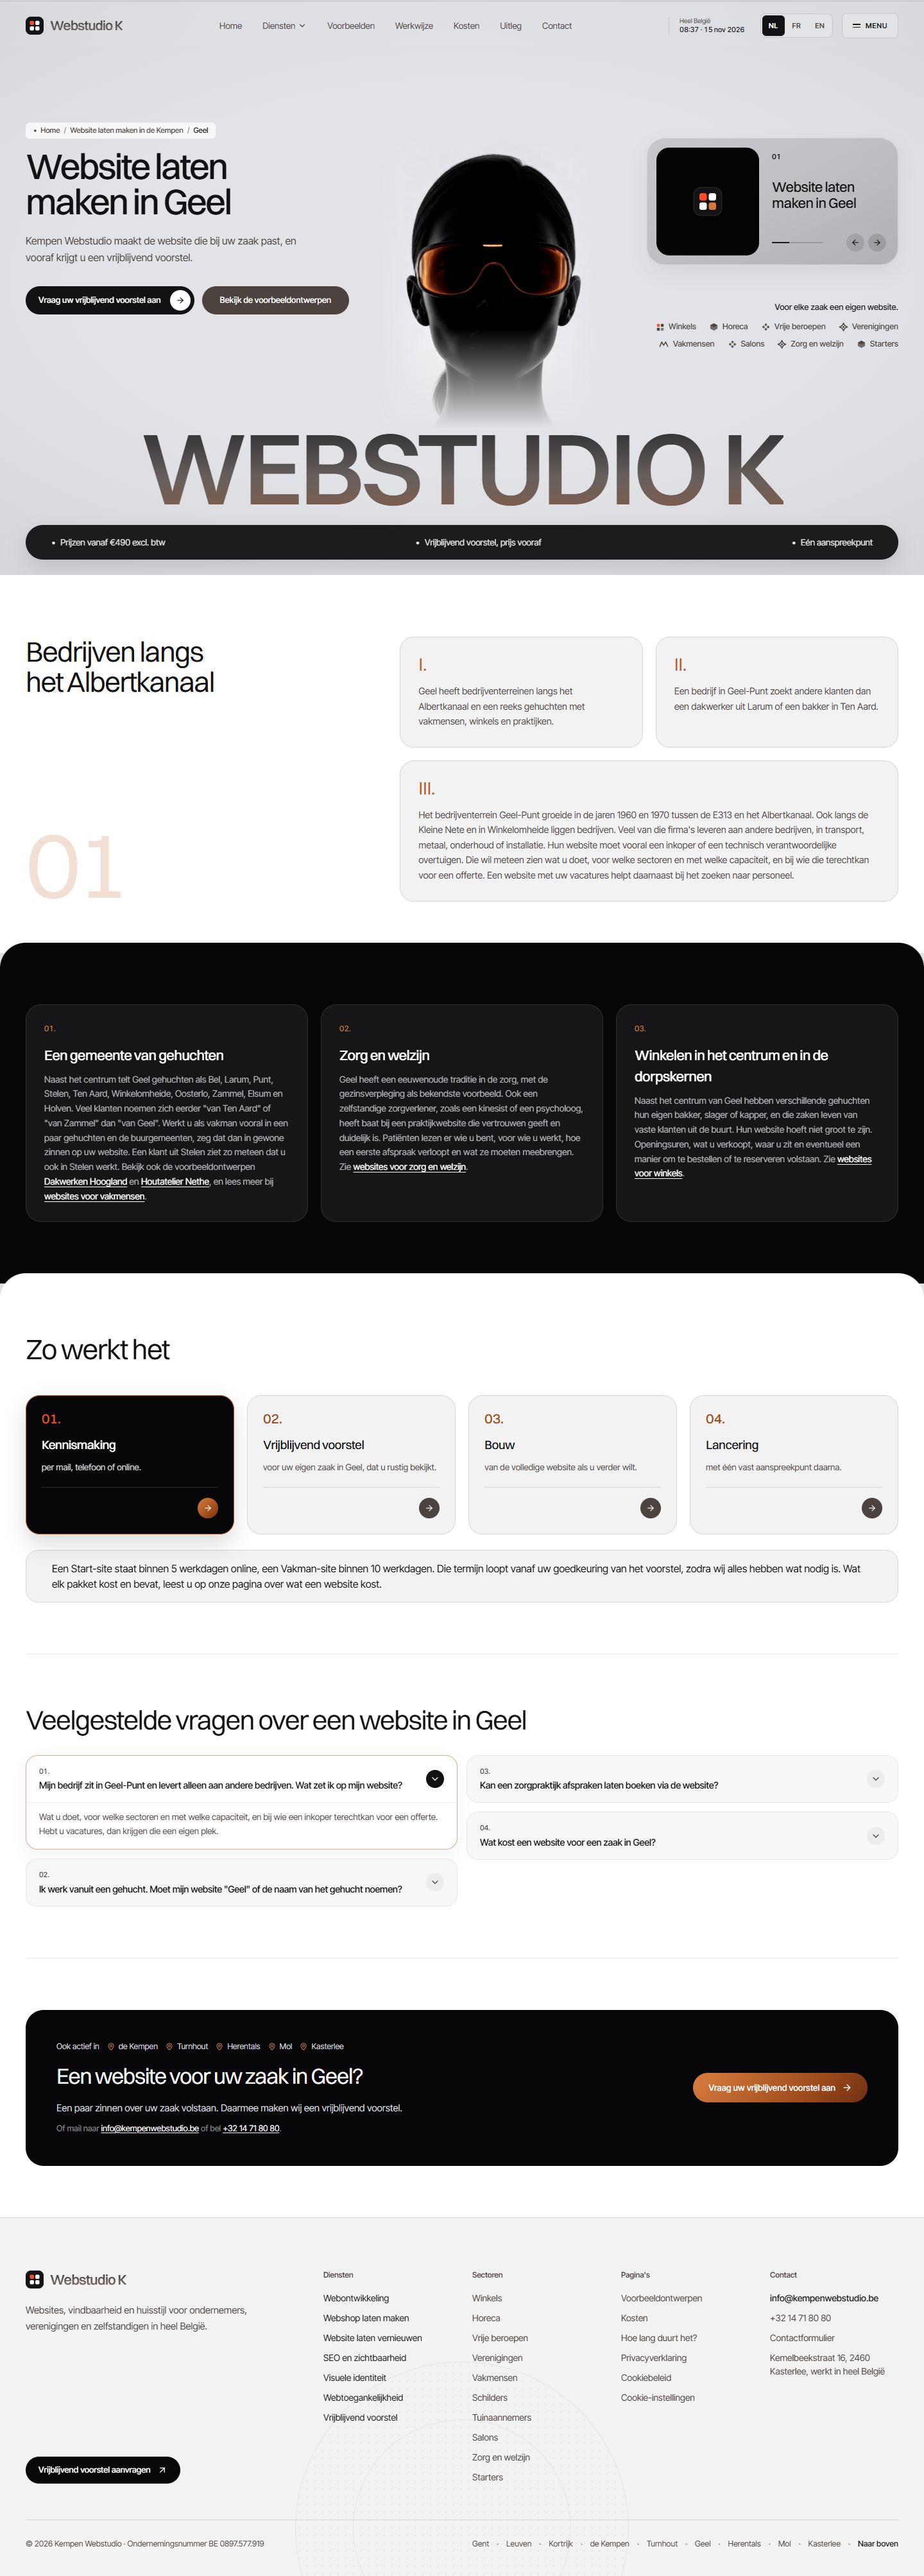 Webstudio K
Home
Diensten
Voorbeelden
Werkwijze
Kosten
Uitleg
Contact
Heel België
08:37 · 15 nov 2026
NL
FR
EN
MENU
• Home / Website laten maken in de Kempen / Geel
Website laten
maken in Geel
Kempen Webstudio maakt de website die bij uw zaak past, en
vooraf krijgt u een vrijblijvend voorstel.
Vraag uw vrijblijvend voorstel aan
Bekijk de voorbeeldontwerpen
01
Website laten
maken in Geel
Voor elke zaak een eigen website.
Winkels
Horeca
Vrije beroepen
Verenigingen
Vakmensen
Salons
Zorg en welzijn
Starters
WEBSTUDIO K
• Prijzen vanaf €490 excl. btw
• Vrijblijvend voorstel, prijs vooraf
• Eén aanspreekpunt
Bedrijven langs
het Albertkanaal
01
I.
Geel heeft bedrijventerreinen langs het
Albertkanaal en een reeks gehuchten met
vakmensen, winkels en praktijken.
II.
Een bedrijf in Geel-Punt zoekt andere klanten dan
een dakwerker uit Larum of een bakker in Ten Aard.
III.
Het bedrijventerrein Geel-Punt groeide in de jaren 1960 en 1970 tussen de E313 en het Albertkanaal. Ook langs de
Kleine Nete en in Winkelomheide liggen bedrijven. Veel van die firma's leveren aan andere bedrijven, in transport,
metaal, onderhoud of installatie. Hun website moet vooral een inkoper of een technisch verantwoordelijke
overtuigen. Die wil meteen zien wat u doet, voor welke sectoren en met welke capaciteit, en bij wie die terechtkan
voor een offerte. Een website met uw vacatures helpt daarnaast bij het zoeken naar personeel.
01.
Een gemeente van gehuchten
Naast het centrum telt Geel gehuchten als Bel, Larum, Punt,
Stelen, Ten Aard, Winkelomheide, Oosterlo, Zammel, Elsum en
Holven. Veel klanten noemen zich eerder "van Ten Aard" of
"van Zammel" dan "van Geel". Werkt u als vakman vooral in een
paar gehuchten en de buurgemeenten, zeg dat dan in gewone
zinnen op uw website. Een klant uit Stelen ziet zo meteen dat u
ook in Stelen werkt. Bekijk ook de voorbeeldontwerpen
Dakwerken Hoogland en Houtatelier Nethe, en lees meer bij
websites voor vakmensen.
02.
Zorg en welzijn
Geel heeft een eeuwenoude traditie in de zorg, met de
gezinsverpleging als bekendste voorbeeld. Ook een
zelfstandige zorgverlener, zoals een kinesist of een psycholoog,
heeft baat bij een praktijkwebsite die vertrouwen geeft en
duidelijk is. Patiënten lezen er wie u bent, voor wie u werkt, hoe
een eerste afspraak verloopt en wat ze moeten meebrengen.
Zie websites voor zorg en welzijn.
03.
Winkelen in het centrum en in de
dorpskernen
Naast het centrum van Geel hebben verschillende gehuchten
hun eigen bakker, slager of kapper, en die zaken leven van
vaste klanten uit de buurt. Hun website hoeft niet groot te zijn.
Openingsuren, wat u verkoopt, waar u zit en eventueel een
manier om te bestellen of te reserveren volstaan. Zie websites
voor winkels.
Zo werkt het
01.
Kennismaking
per mail, telefoon of online.
02.
Vrijblijvend voorstel
voor uw eigen zaak in Geel, dat u rustig bekijkt.
03.
Bouw
van de volledige website als u verder wilt.
04.
Lancering
met één vast aanspreekpunt daarna.
Een Start-site staat binnen 5 werkdagen online, een Vakman-site binnen 10 werkdagen. Die termijn loopt vanaf uw goedkeuring van het voorstel, zodra wij alles hebben wat nodig is. Wat
elk pakket kost en bevat, leest u op onze pagina over wat een website kost.
Veelgestelde vragen over een website in Geel
01.
Mijn bedrijf zit in Geel-Punt en levert alleen aan andere bedrijven. Wat zet ik op mijn website?
Wat u doet, voor welke sectoren en met welke capaciteit, en bij wie een inkoper terechtkan voor een offerte.
Hebt u vacatures, dan krijgen die een eigen plek.
02.
Ik werk vanuit een gehucht. Moet mijn website "Geel" of de naam van het gehucht noemen?
03.
Kan een zorgpraktijk afspraken laten boeken via de website?
04.
Wat kost een website voor een zaak in Geel?
Ook actief in
de Kempen
Turnhout
Herentals
Mol
Kasterlee
Een website voor uw zaak in Geel?
Een paar zinnen over uw zaak volstaan. Daarmee maken wij een vrijblijvend voorstel.
Of mail naar info@kempenwebstudio.be of bel +32 14 71 80 80.
Vraag uw vrijblijvend voorstel aan
Webstudio K
Websites, vindbaarheid en huisstijl voor ondernemers,
verenigingen en zelfstandigen in heel België.
Vrijblijvend voorstel aanvragen
Diensten
Webontwikkeling
Webshop laten maken
Website laten vernieuwen
SEO en zichtbaarheid
Visuele identiteit
Webtoegankelijkheid
Vrijblijvend voorstel
Sectoren
Winkels
Horeca
Vrije beroepen
Verenigingen
Vakmensen
Schilders
Tuinaannemers
Salons
Zorg en welzijn
Starters
Pagina's
Voorbeeldontwerpen
Kosten
Hoe lang duurt het?
Privacyverklaring
Cookiebeleid
Cookie-instellingen
Contact
info@kempenwebstudio.be
+32 14 71 80 80
Contactformulier
Kemelbeekstraat 16, 2460
Kasterlee, werkt in heel België
© 2026 Kempen Webstudio · Ondernemingsnummer BE 0897.577.919
Gent · Leuven · Kortrijk · de Kempen · Turnhout · Geel · Herentals · Mol · Kasterlee · Naar boven